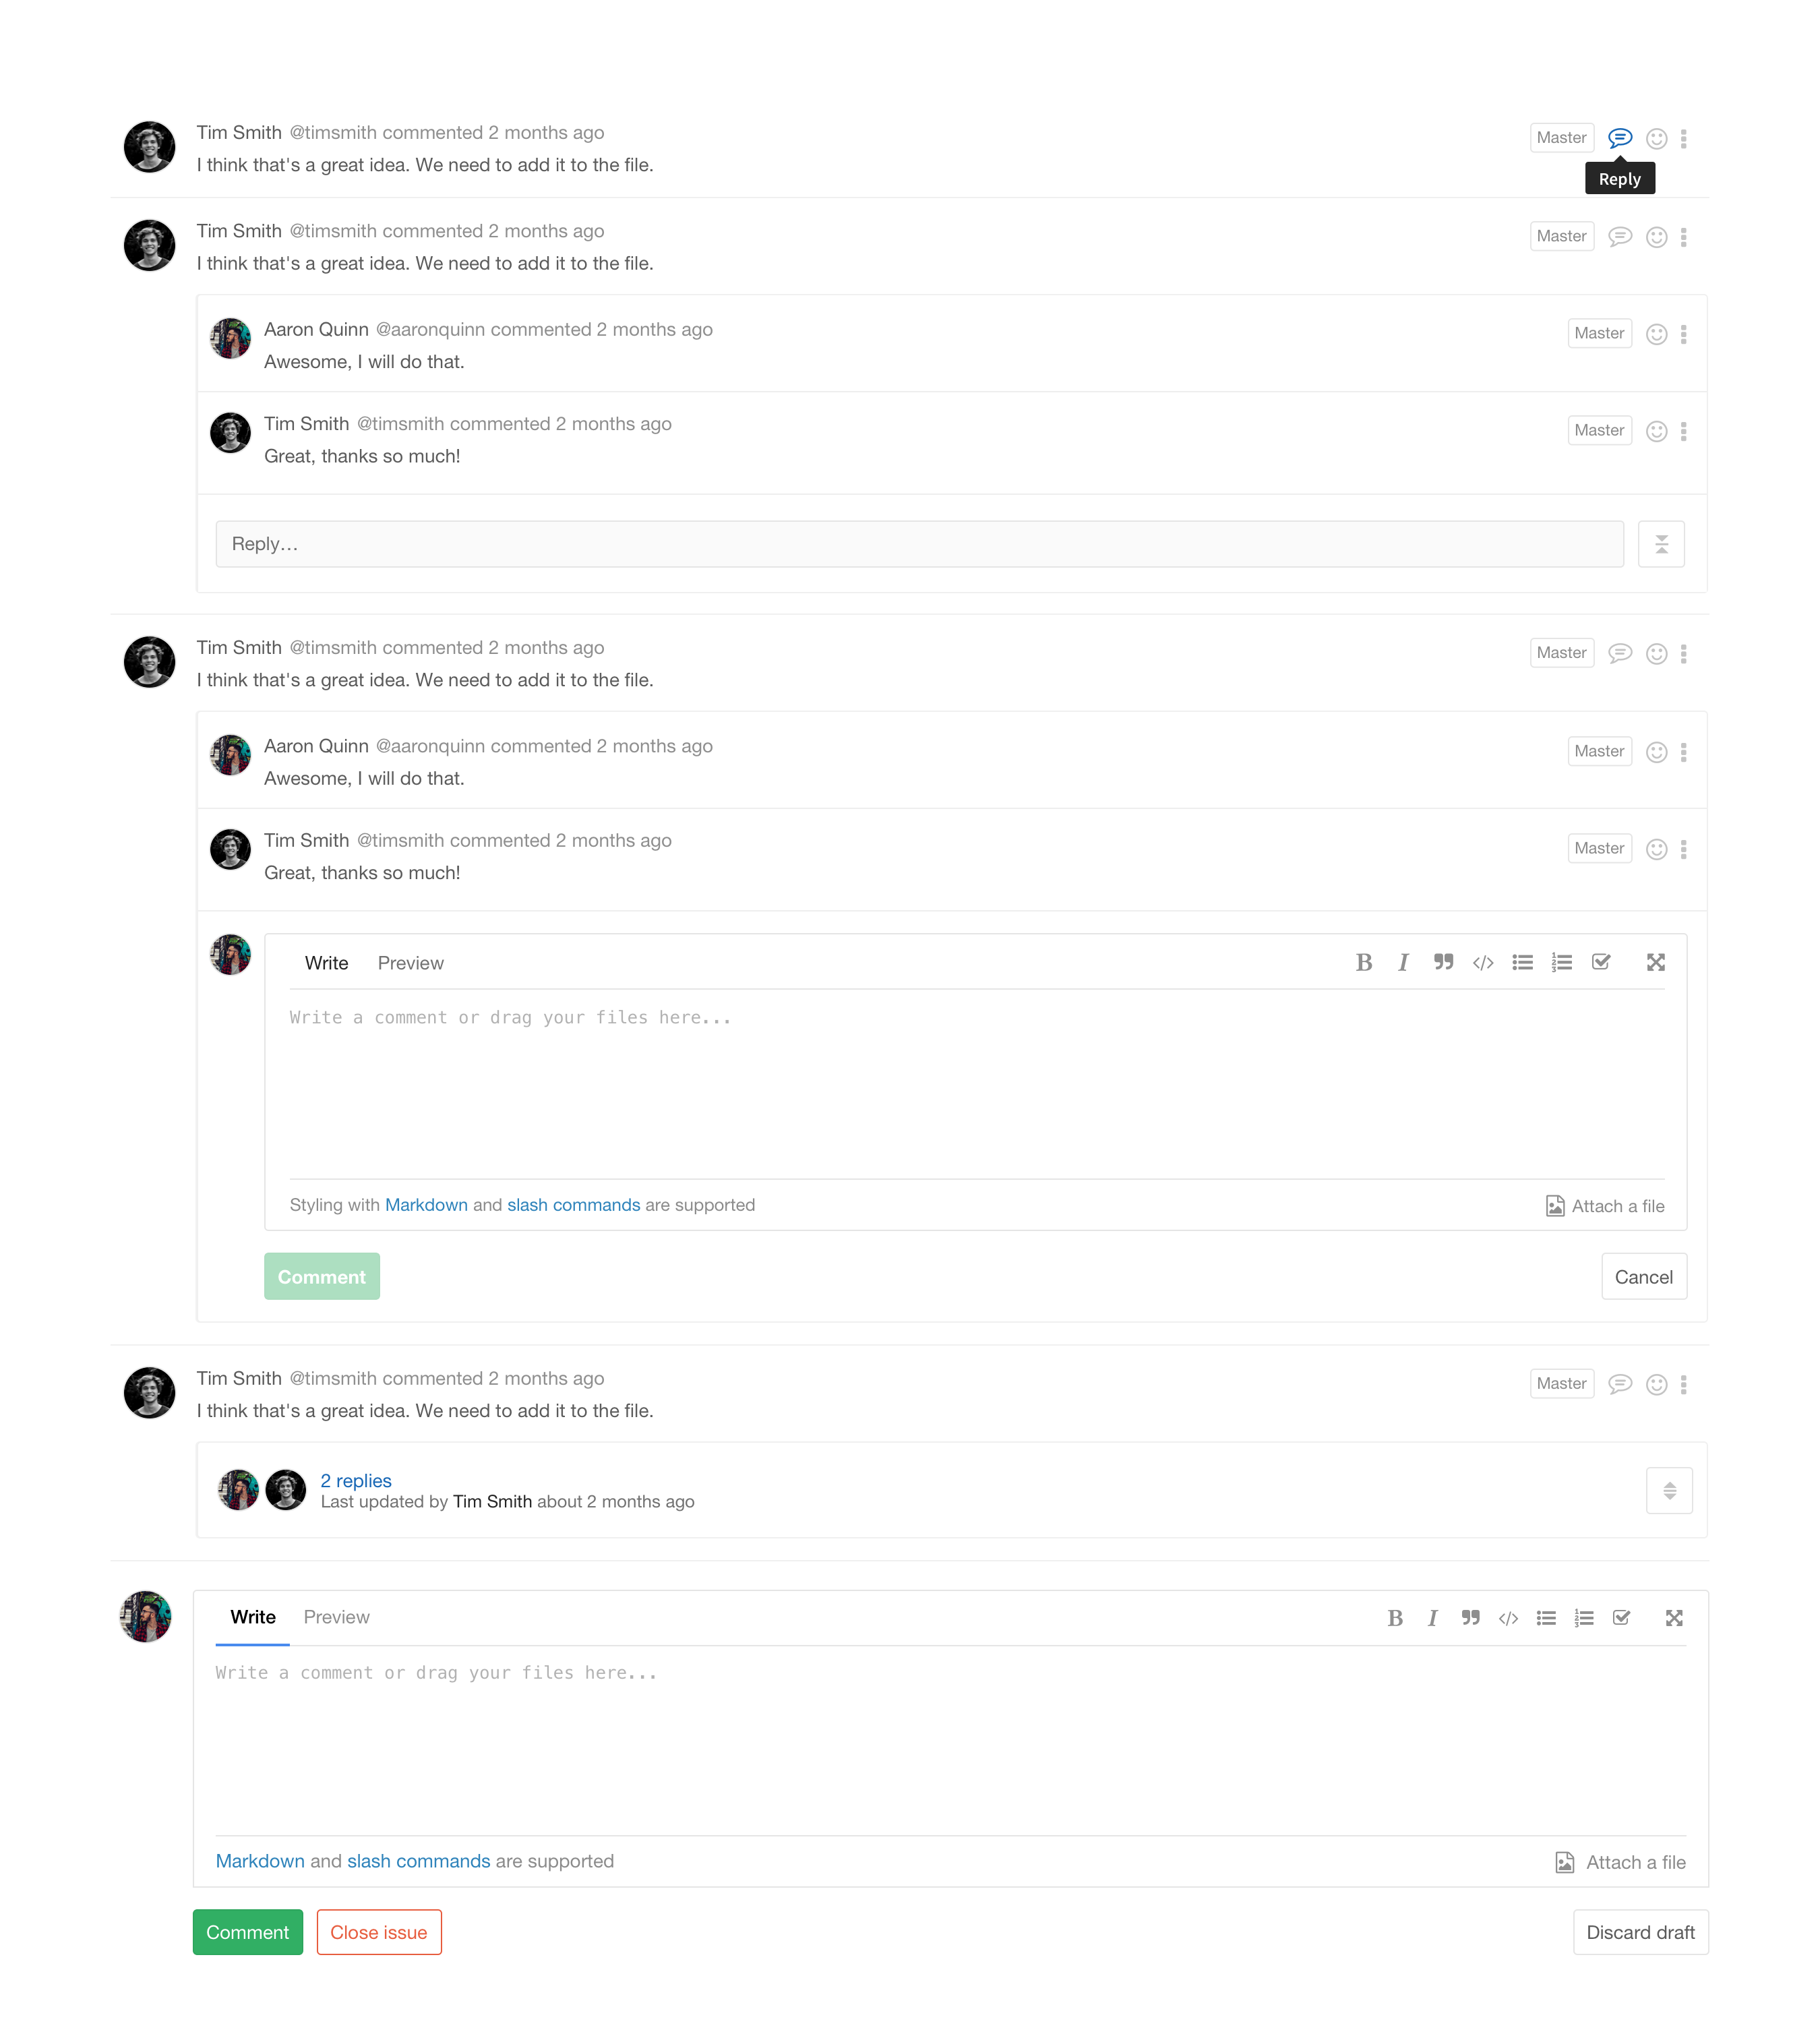 Tim Smith @timsmith commented 2 months ago Master
I think that's a great idea. We need to add it to the file.
Reply
Tim Smith @timsmith commented 2 months ago Master
I think that's a great idea. We need to add it to the file.
Aaron Quinn @aaronquinn commented 2 months ago Master
Awesome, I will do that.
Tim Smith @timsmith commented 2 months ago Master
Great, thanks so much!
Reply…
Tim Smith @timsmith commented 2 months ago Master
I think that's a great idea. We need to add it to the file.
Aaron Quinn @aaronquinn commented 2 months ago Master
Awesome, I will do that.
Tim Smith @timsmith commented 2 months ago Master
Great, thanks so much!
Write Preview B I
Write a comment or drag your files here...
Styling with Markdown and slash commands are supported Attach a file
Comment Cancel
Tim Smith @timsmith commented 2 months ago Master
I think that's a great idea. We need to add it to the file.
2 replies
Last updated by Tim Smith about 2 months ago
Write Preview B I
Write a comment or drag your files here...
Markdown and slash commands are supported Attach a file
Comment Close issue Discard draft